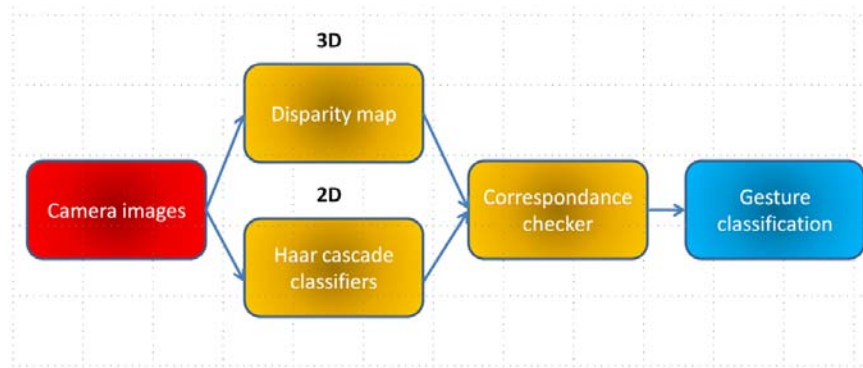 3D
Disparity map
Camera images
2D
Haar cascade
classifiers
Correspondance
checker
Gesture
classification